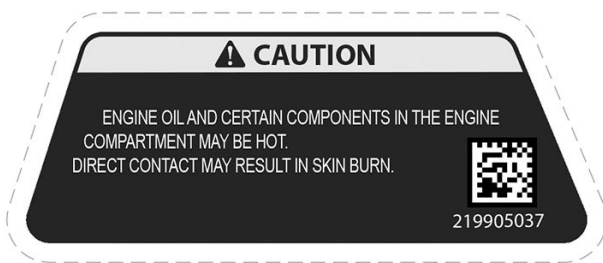 CAUTION
ENGINE OIL AND CERTAIN COMPONENTS IN THE ENGINE
COMPARTMENT MAY BE HOT.
DIRECT CONTACT MAY RESULT IN SKIN BURN.
219905037